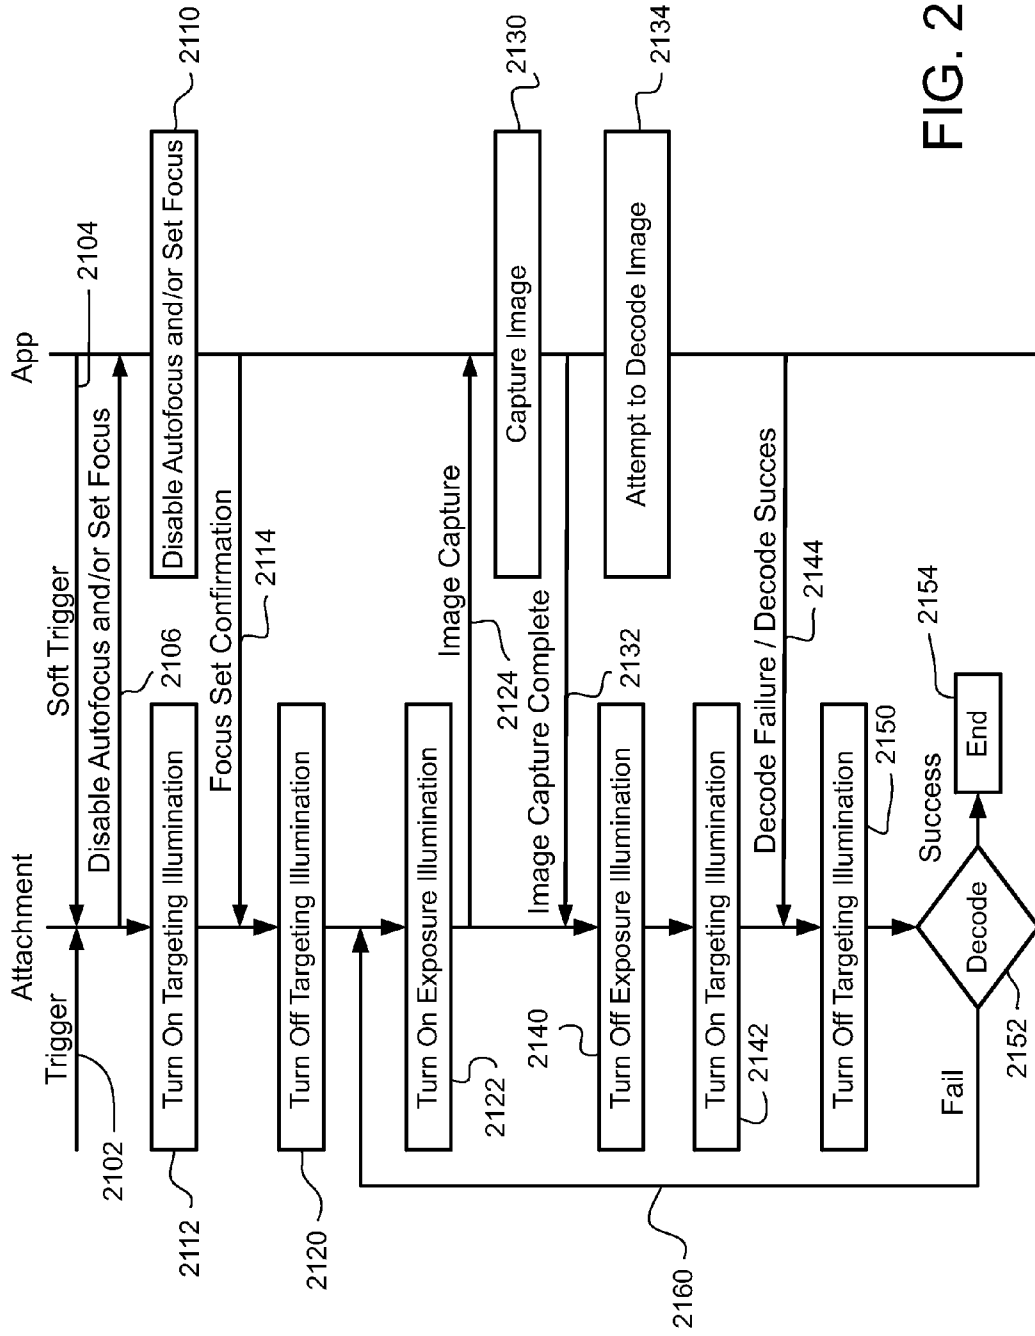 Attachment
App
Trigger
2102
Soft Trigger
2104
Disable Autofocus and/or Set Focus
2106
Turn On Targeting Illumination
2112
Disable Autofocus and/or Set Focus
2110
Focus Set Confirmation
2114
Turn Off Targeting Illumination
2120
Turn On Exposure Illumination
2122
Image Capture
2124
Capture Image
2130
Image Capture Complete
2132
Turn Off Exposure Illumination
2140
Attempt to Decode Image
2134
Turn On Targeting Illumination
2142
Decode Failure / Decode Succes
2144
Turn Off Targeting Illumination
2150
Decode
2152
Success
End
2154
Fail
2160
FIG. 2